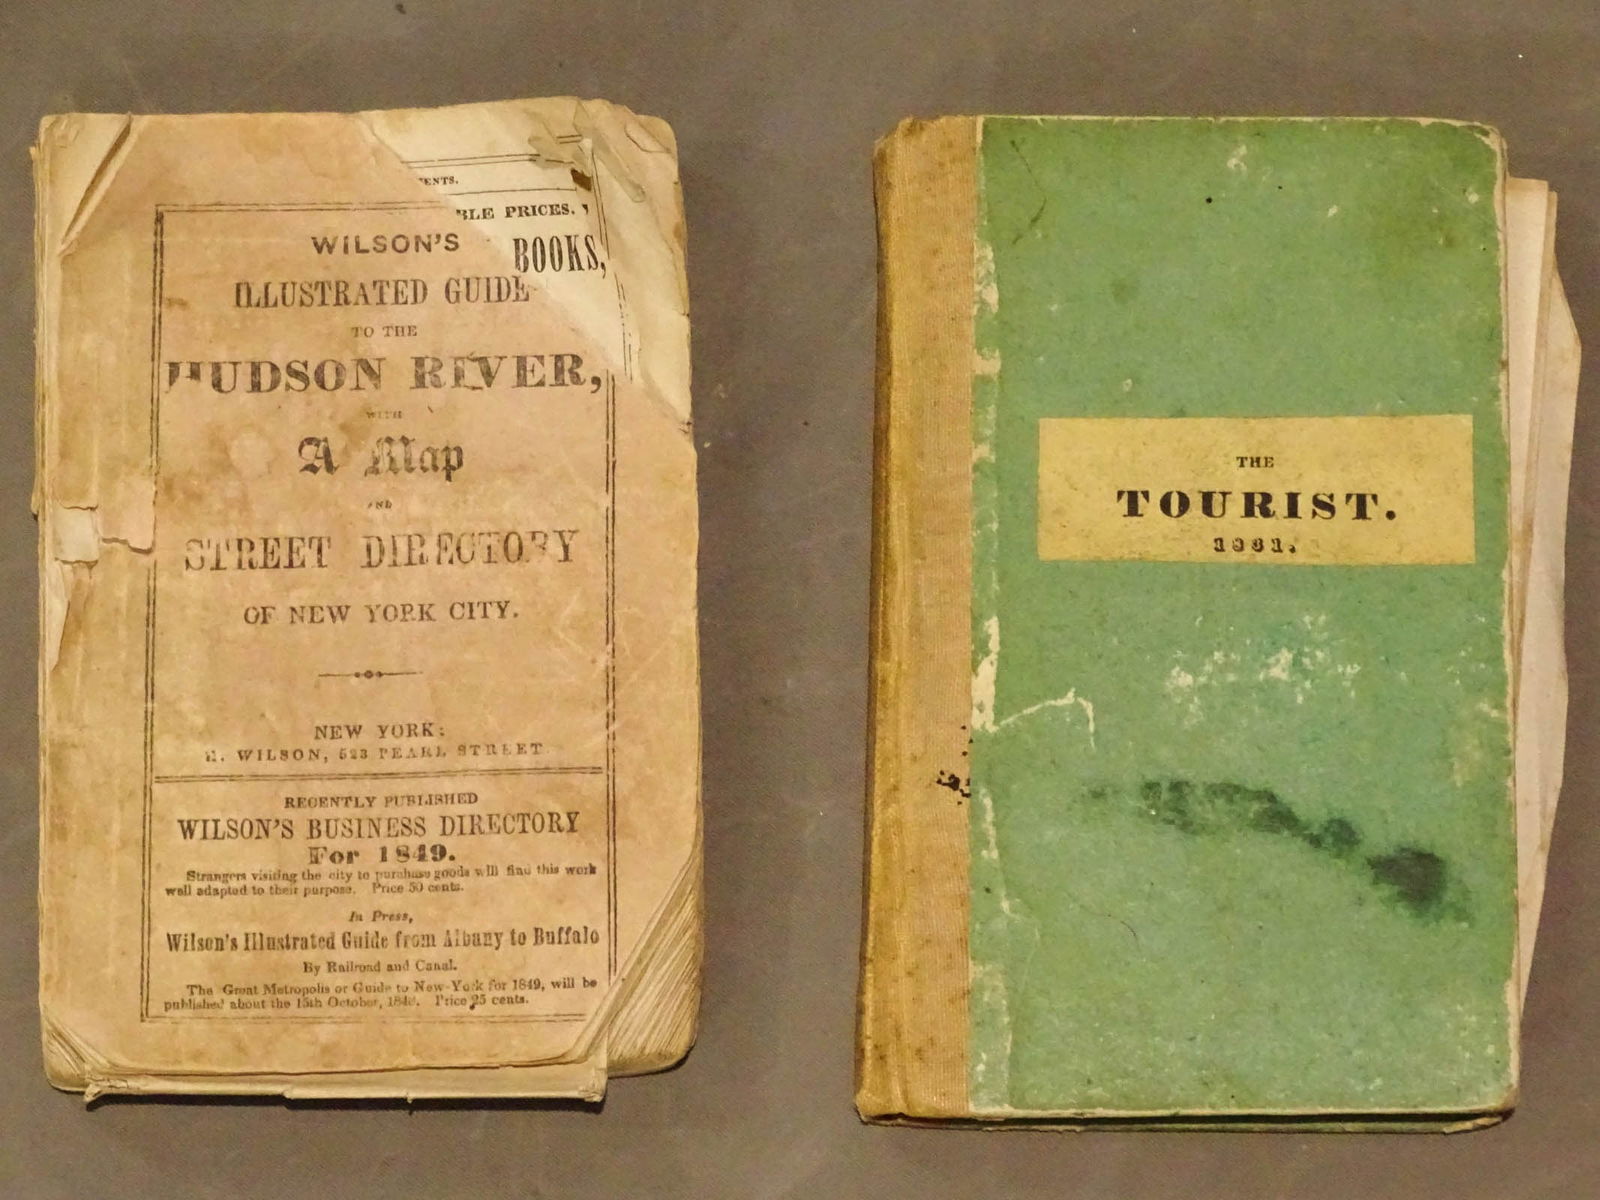 ENTS.
BLE PRICES.
BOOKS,
WILSON'S
ILLUSTRATED GUIDE
TO THE
HUDSON RIVER,
WITH
A Map
AND
STREET DIRECTORY
OF NEW YORK CITY.
NEW YORK:
H. WILSON, 523 PEARL STREET.
RECENTLY PUBLISHED
WILSON'S BUSINESS DIRECTORY
For 1849.
Strangers visiting the city to purchase goods will find this work
well adapted to their purpose. Price 50 cents.
In Press,
Wilson's Illustrated Guide from Albany to Buffalo
By Railroad and Canal.
The Great Metropolis or Guide to New-York for 1849, will be
published about the 15th October, Price 25 cents.
THE
TOURIST.